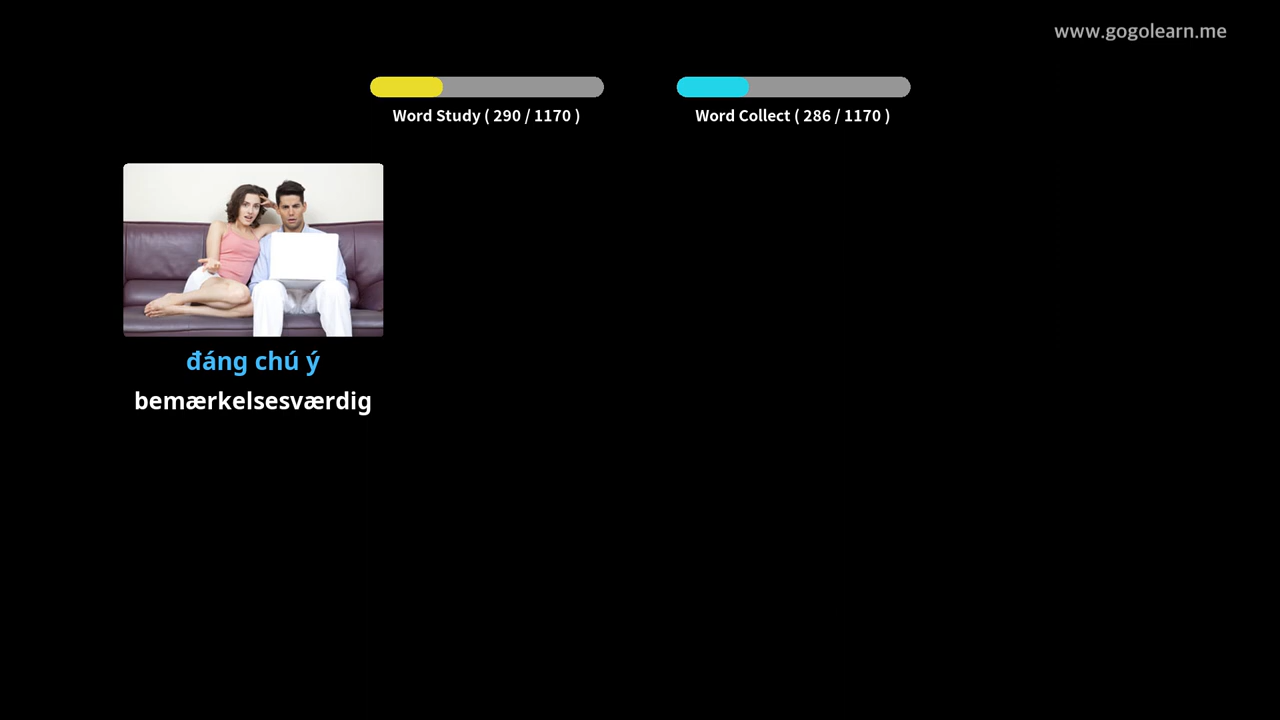 www.gogolearn.me
Word Study ( 290 / 1170 )
Word Collect ( 286 / 1170 )
đáng chú ý
bemærkelsesværdig